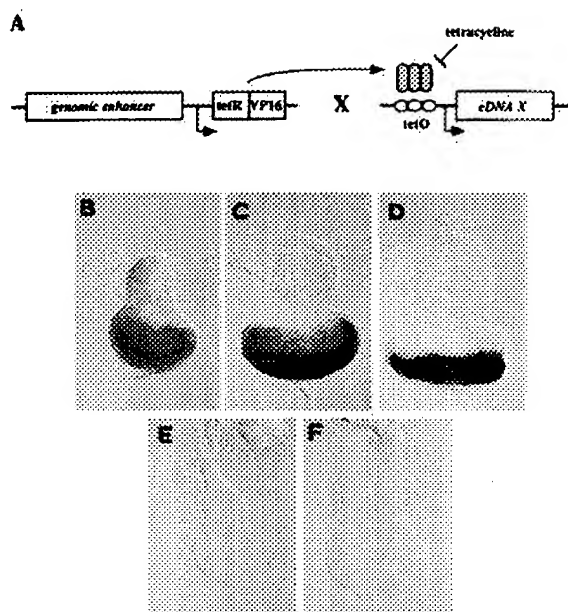 A
tetracycline
genomic enhancer
tetR
VP16
X
tetO
cDNA X
B
C
D
E
F